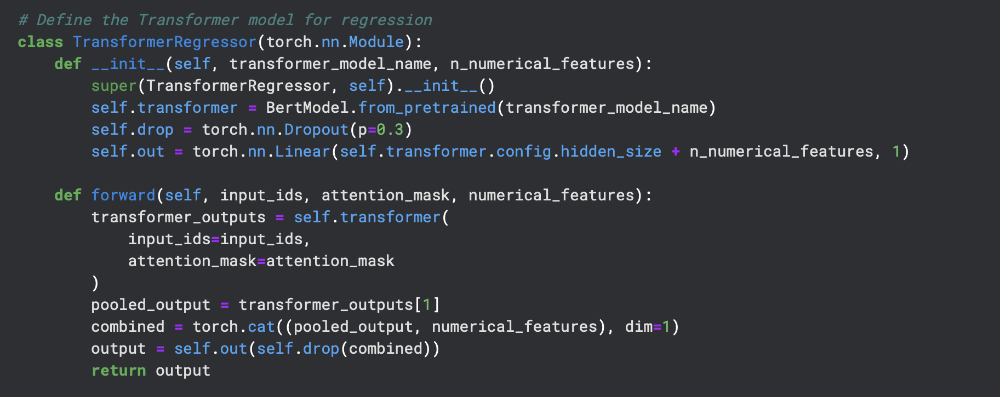 # Define the Transformer model for regression
class TransformerRegressor(torch.nn.Module):
    def __init__(self, transformer_model_name, n_numerical_features):
        super(TransformerRegressor, self).__init__()
        self.transformer = BertModel.from_pretrained(transformer_model_name)
        self.drop = torch.nn.Dropout(p=0.3)
        self.out = torch.nn.Linear(self.transformer.config.hidden_size + n_numerical_features, 1)

    def forward(self, input_ids, attention_mask, numerical_features):
        transformer_outputs = self.transformer(
            input_ids=input_ids,
            attention_mask=attention_mask
        )
        pooled_output = transformer_outputs[1]
        combined = torch.cat((pooled_output, numerical_features), dim=1)
        output = self.out(self.drop(combined))
        return output